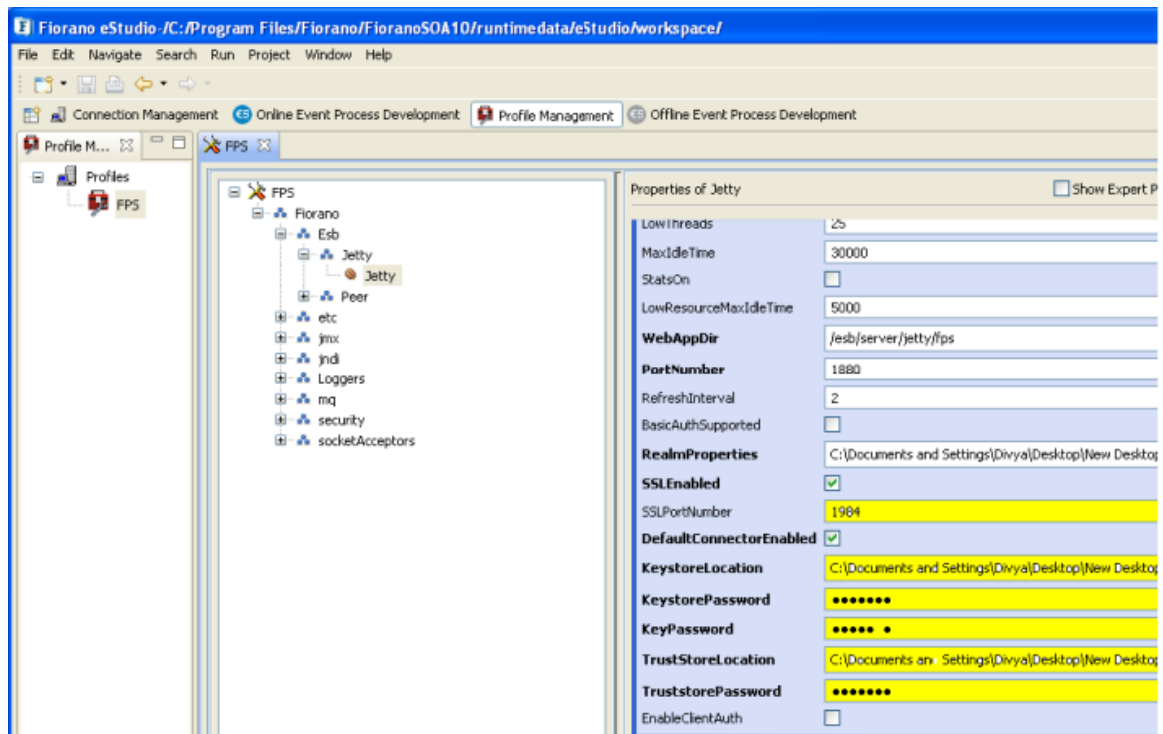 Fiorano eStudio-/C:/Program Files/Fiorano/FioranoSOA10/runtimedata/eStudio/workspace/
File Edit Navigate Search Run Project Window Help
Connection Management Online Event Process Development Profile Management Offline Event Process Development
Profile M... FPS
Profiles
FPS
FPS
Fiorano
Esb
Jetty
Jetty
Peer
etc
jmx
jndi
Loggers
mq
security
socketAcceptors
Properties of Jetty Show Expert P
LowThreads 25
MaxIdleTime 30000
StatsOn
LowResourceMaxIdleTime 5000
WebAppDir /esb/server/jetty/fps
PortNumber 1880
RefreshInterval 2
BasicAuthSupported
RealmProperties C:\Documents and Settings\Divya\Desktop\New Desktop
SSLEnabled
SSLPortNumber 1984
DefaultConnectorEnabled
KeystoreLocation C:\Documents and Settings\Divya\Desktop\New Desktop
KeystorePassword
KeyPassword
TrustStoreLocation C:\Documents an Settings\Divya\Desktop\New Desktop
TruststorePassword
EnableClientAuth